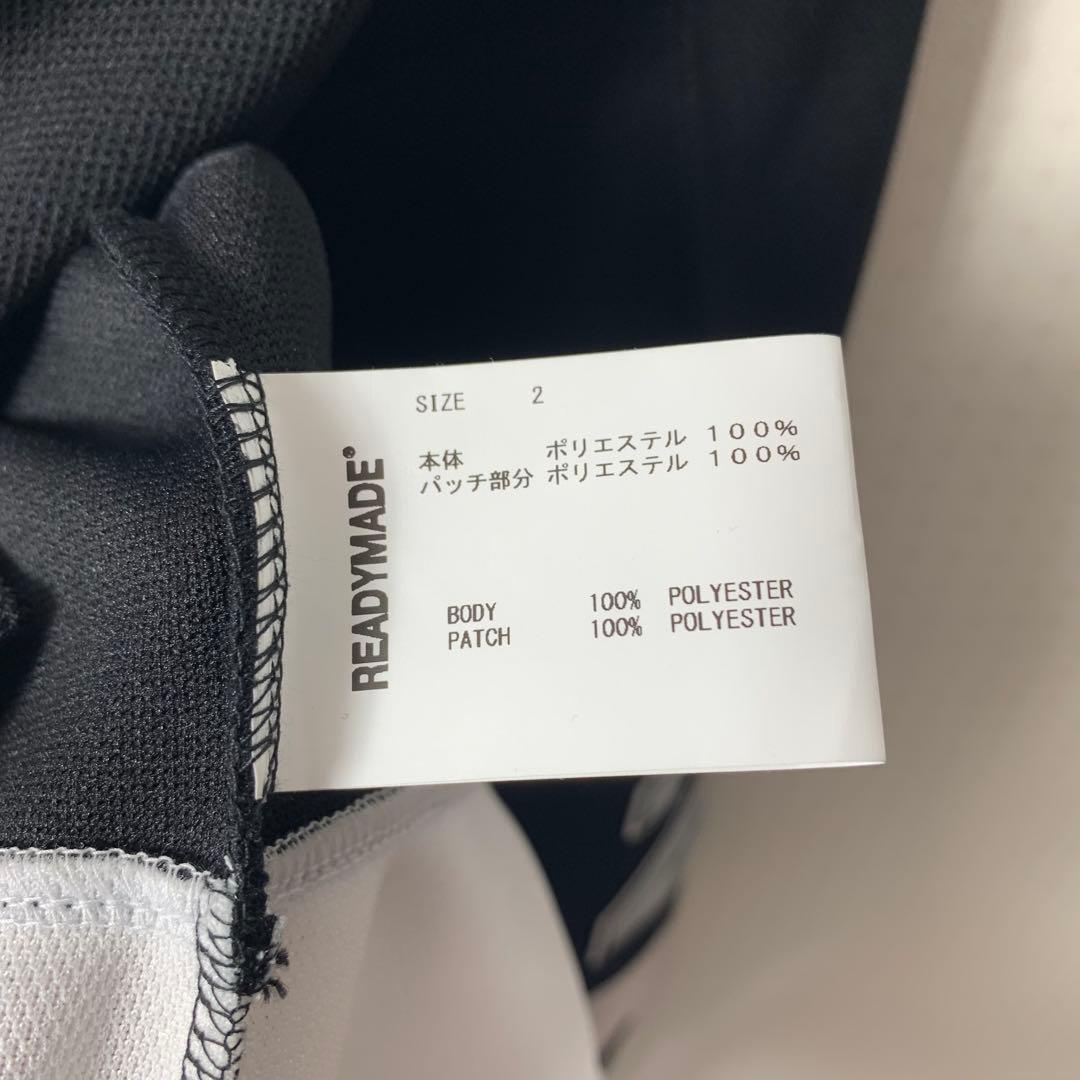 READYMADE®
SIZE 2
本体 ポリエステル 100%
パッチ部分 ポリエステル 100%
BODY 100% POLYESTER
PATCH 100% POLYESTER